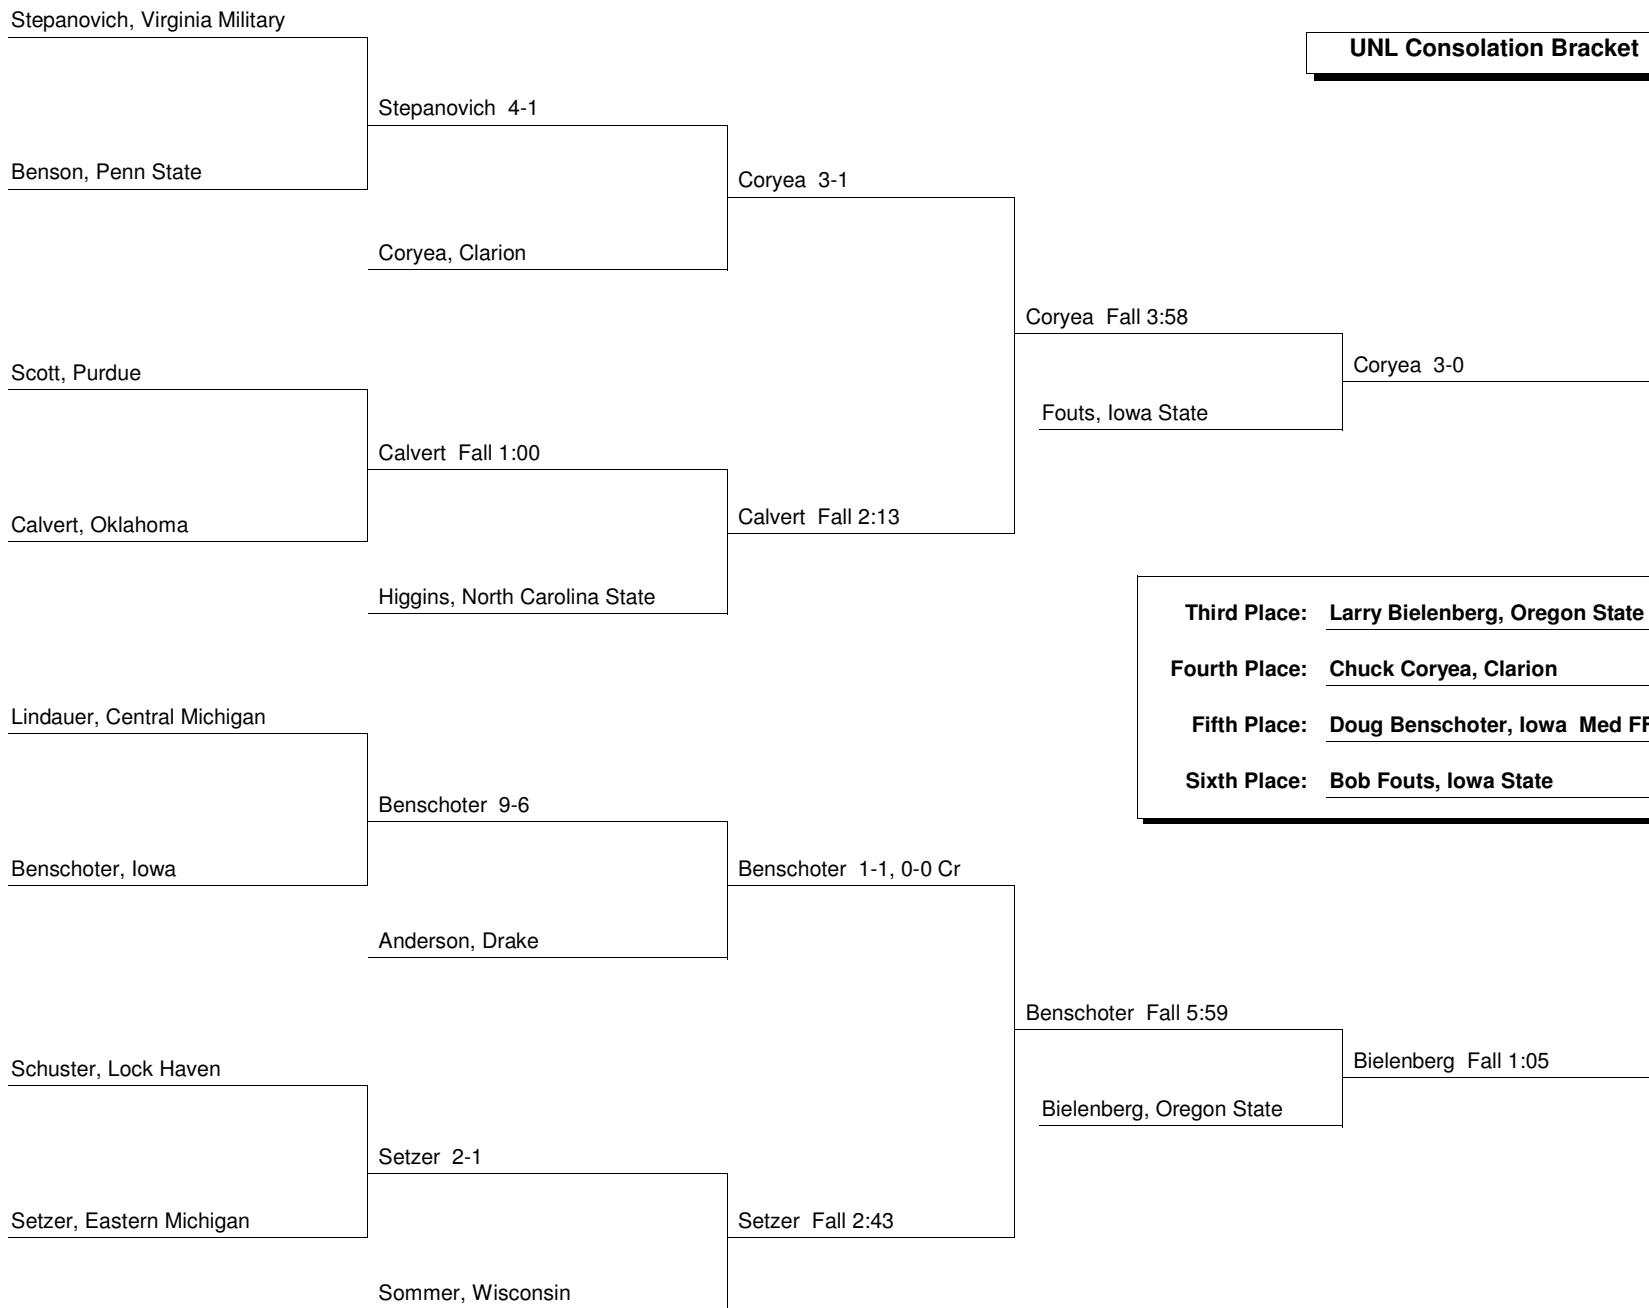 Stepanovich, Virginia Military
UNL Consolation Bracket
Stepanovich 4-1
Benson, Penn State
Coryea 3-1
Coryea, Clarion
Coryea Fall 3:58
Scott, Purdue
Coryea 3-0
Fouts, Iowa State
Calvert Fall 1:00
Calvert, Oklahoma
Calvert Fall 2:13
Higgins, North Carolina State
Third Place: Larry Bielenberg, Oregon State
Fourth Place: Chuck Coryea, Clarion
Lindauer, Central Michigan
Fifth Place: Doug Benschoter, Iowa Med
Sixth Place: Bob Fouts, Iowa State
Benschoter 9-6
Benschoter, Iowa
Benschoter 1-1, 0-0 Cr
Anderson, Drake
Benschoter Fall 5:59
Schuster, Lock Haven
Bielenberg Fall 1:05
Bielenberg, Oregon State
Setzer 2-1
Setzer, Eastern Michigan
Setzer Fall 2:43
Sommer, Wisconsin